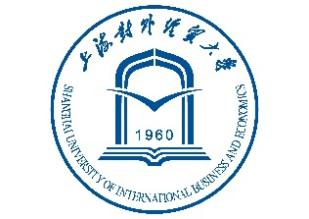 上海对外经贸大学
1960
SHANGHAI UNIVERSITY OF INTERNATIONAL BUSINESS AND ECONOMICS